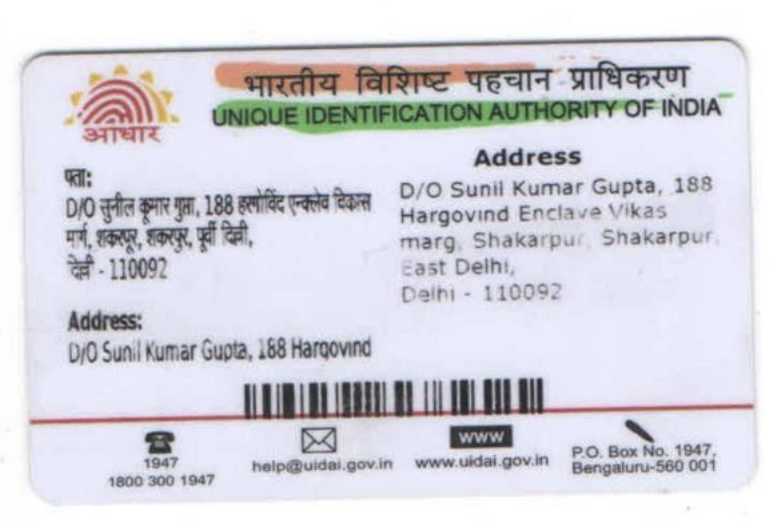 भारतीय विशिष्ट पहचान प्राधिकरण
UNIQUE IDENTIFICATION AUTHORITY OF INDIA
आधार
पता:
D/O सुनील कुमार गुप्ता, 188 हरगोविंद एन्क्लेव विकास
मार्ग, शकरपूर, शकरपुर, पूर्वी दिल्ली,
दिल्ली - 110092
Address:
D/O Sunil Kumar Gupta, 188 Hargovind
Address
D/O Sunil Kumar Gupta, 188
Hargovind Enclave Vikas
marg, Shakarpur, Shakarpur,
East Delhi,
Delhi - 110092
1947
1800 300 1947
help@uidai.gov.in
www
www.uidai.gov.in
P.O. Box No. 1947,
Bengaluru-560 001